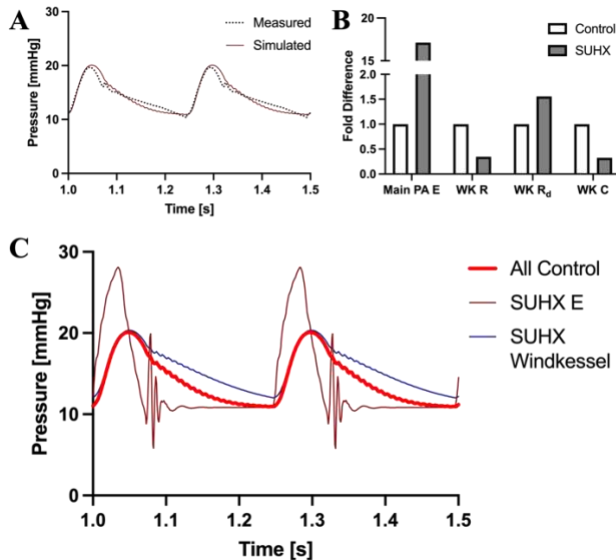 A
Measured
Simulated
Pressure [mmHg]
30
20
10
0
1.0 1.1 1.2 1.3 1.4 1.5
Time [s]
B
Control
SUHX
Fold Difference
20
15
2.0
1.5
1.0
0.5
0.0
Main PA E WK R WK Rd WK C
C
All Control
SUHX E
SUHX
Windkessel
Pressure [mmHg]
30
20
10
0
1.0 1.1 1.2 1.3 1.4 1.5
Time [s]